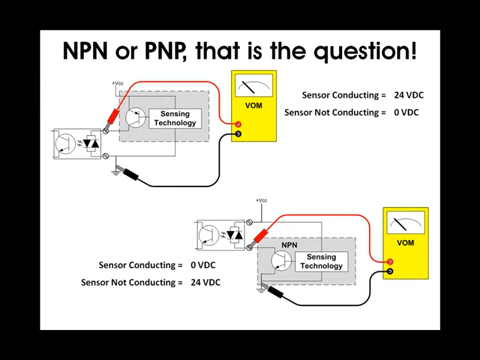 NPN or PNP, that is the question!
+Vcc
Sensing
Technology
VOM
Sensor Conducting = 24 VDC
Sensor Not Conducting = 0 VDC
+Vcc
NPN
Sensing
Technology
VOM
Sensor Conducting = 0 VDC
Sensor Not Conducting = 24 VDC